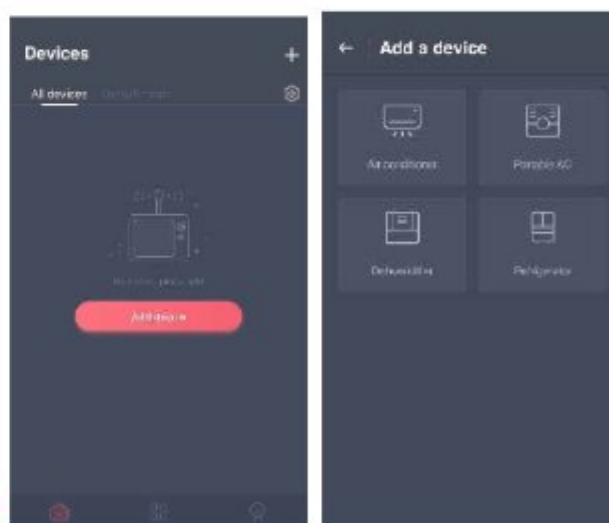 Devices
All devices
Add device
Add a device
Air conditioner
Portable AC
Dehumidifier
Refrigerator